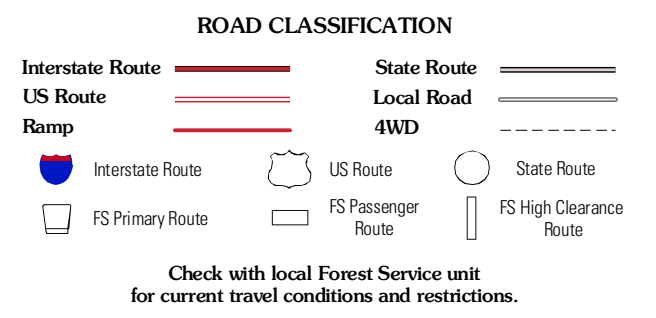 ROAD CLASSIFICATION
Interstate Route
State Route
US Route
Local Road
Ramp
4WD
Interstate Route
US Route
State Route
FS Primary Route
FS Passenger
Route
FS High Clearance
Route
Check with local Forest Service unit
for current travel conditions and restrictions.